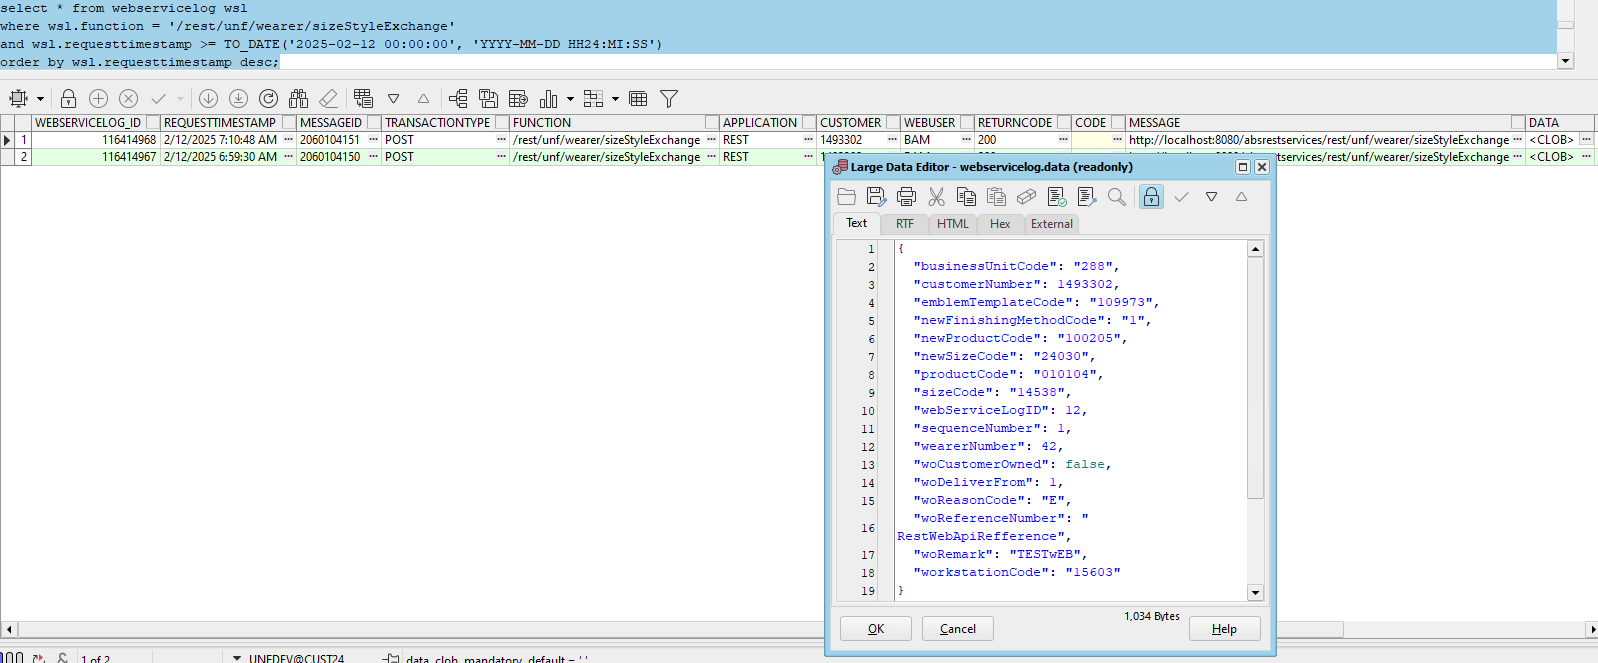 select * from webservicelog wsl
where wsl.function = '/rest/unf/wearer/sizeStyleExchange'
and wsl.requesttimestamp >= TO_DATE('2025-02-12 00:00:00', 'YYYY-MM-DD HH24:MI:SS')
order by wsl.requesttimestamp desc;
WEBSERVICELOG_ID REQUESTTIMESTAMP MESSAGEID TRANSACTIONTYPE FUNCTION APPLICATION CUSTOMER WEBUSER RETURNCODE CODE MESSAGE DATA
1 116414968 2/12/2025 7:10:48 AM ... 2060104151 ... POST ... /rest/unf/wearer/sizeStyleExchange ... REST ... 1493302 ... BAM ... 200 ... ... http://localhost:8080/absrestservices/rest/unf/wearer/sizeStyleExchange ... <CLOB> ...
2 116414967 2/12/2025 6:59:30 AM ... 2060104150 ... POST ... /rest/unf/wearer/sizeStyleExchange ... REST ... <CLOB> ...
Large Data Editor - webservicelog.data (readonly)
Text RTF HTML Hex External
1 {
2 "businessUnitCode": "288",
3 "customerNumber": 1493302,
4 "emblemTemplateCode": "109973",
5 "newFinishingMethodCode": "1",
6 "newProductCode": "100205",
7 "newSizeCode": "24030",
8 "productCode": "010104",
9 "sizeCode": "14538",
10 "webServiceLogID": 12,
11 "sequenceNumber": 1,
12 "wearerNumber": 42,
13 "woCustomerOwned": false,
14 "woDeliverFrom": 1,
15 "woReasonCode": "E",
16 "woReferenceNumber": "
RestWebApiRefference",
17 "woRemark": "TESTwEB",
18 "workstationCode": "15603"
19 }
1,034 Bytes
OK Cancel Help
1 of 2 UNFDEV@CUST24 data_clob_mandatory_default = ' '